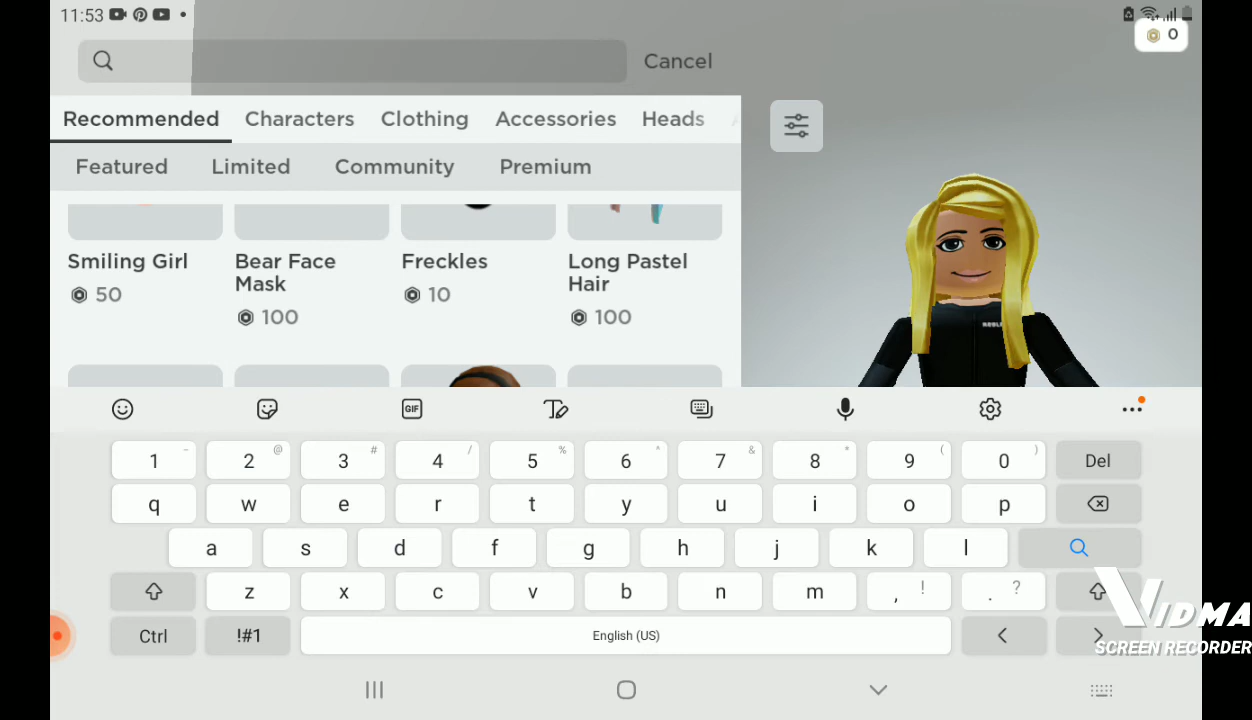 11:53
0
Cancel
Recommended Characters Clothing Accessories Heads
Featured Limited Community Premium
Smiling Girl Bear Face Mask Freckles Long Pastel Hair
50 100 10 100
GIF
1 - 2 @ 3 # 4 / 5 % 6 ^ 7 & 8 * 9 ( 0 ) Del
q w e r t y u i o p
a s d f g h j k l
z x c v b n m , ! . ?
Ctrl !#1 English (US) < >
VIDMA
SCREEN RECORDER